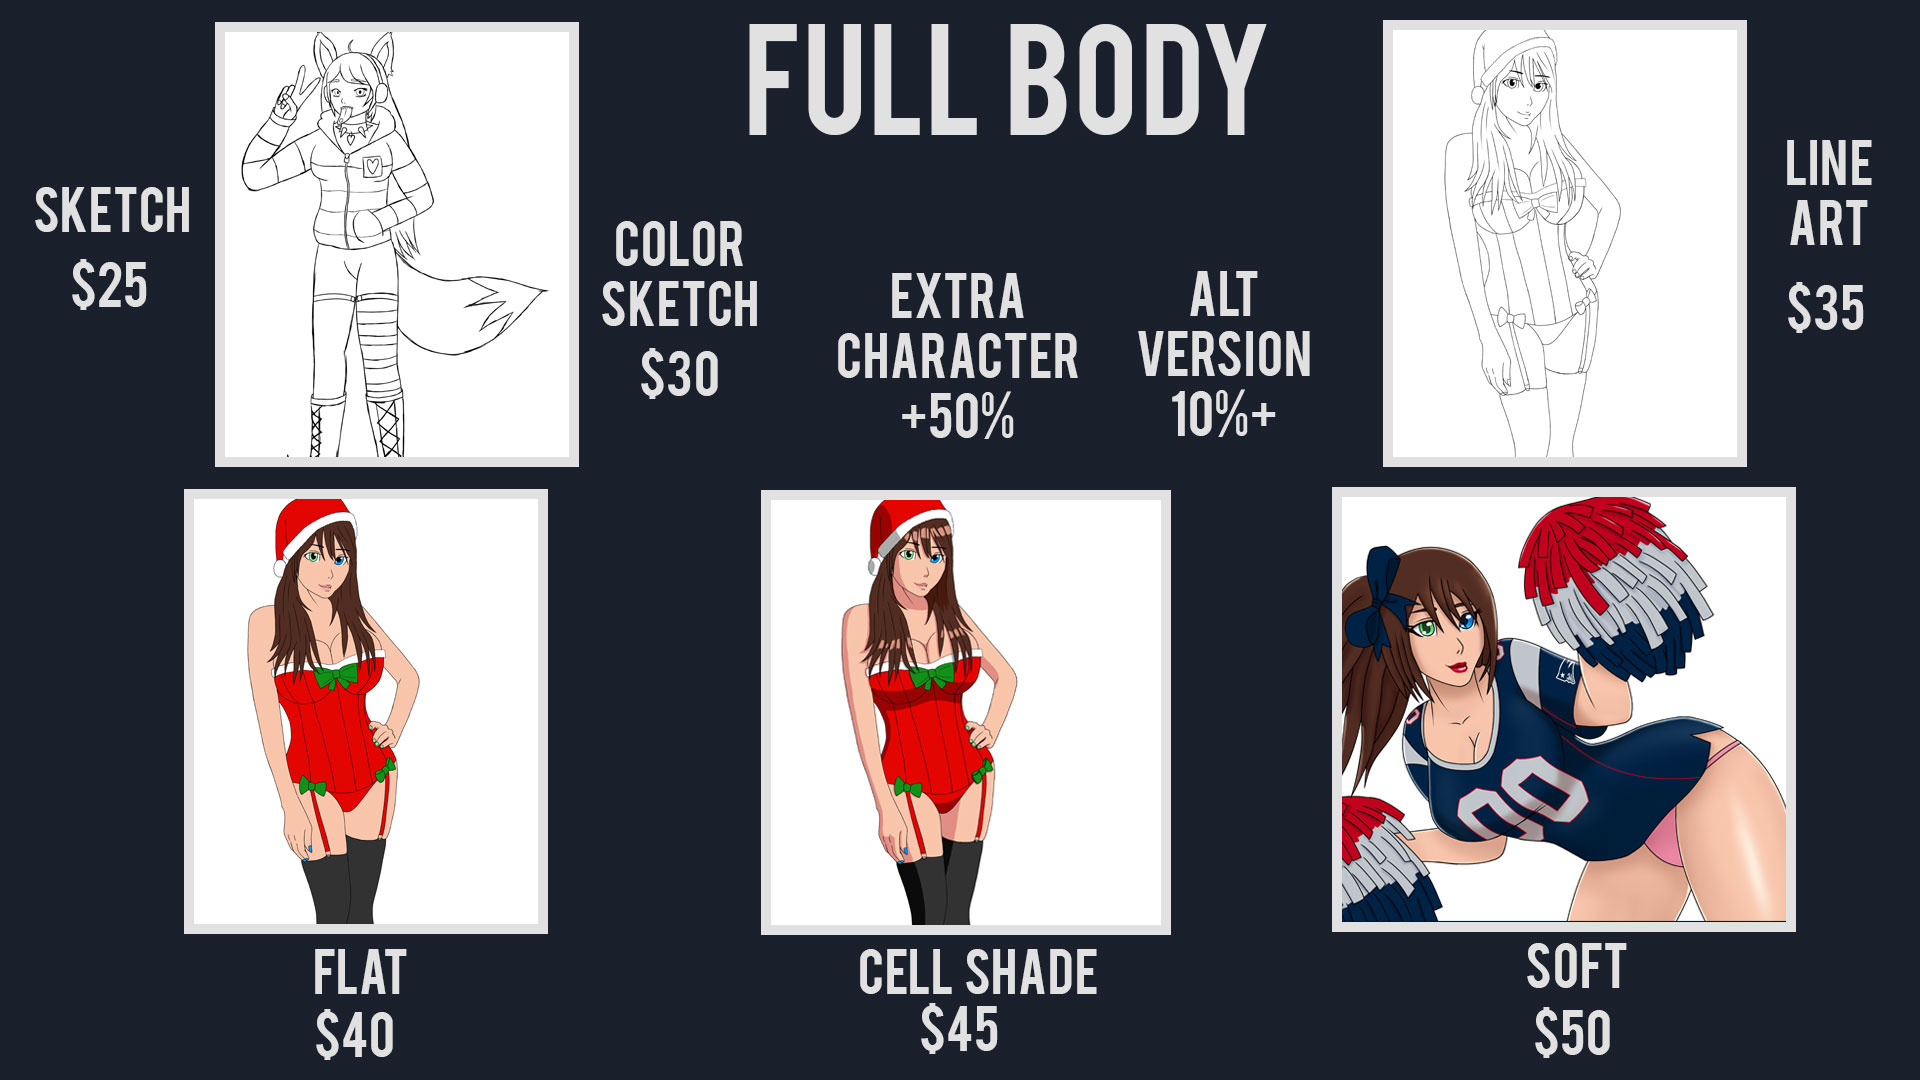 FULL BODY
SKETCH
$25
COLOR
SKETCH
$30
EXTRA
CHARACTER
+50%
ALT
VERSION
10%+
LINE
ART
$35
FLAT
$40
CELL SHADE
$45
00
SOFT
$50